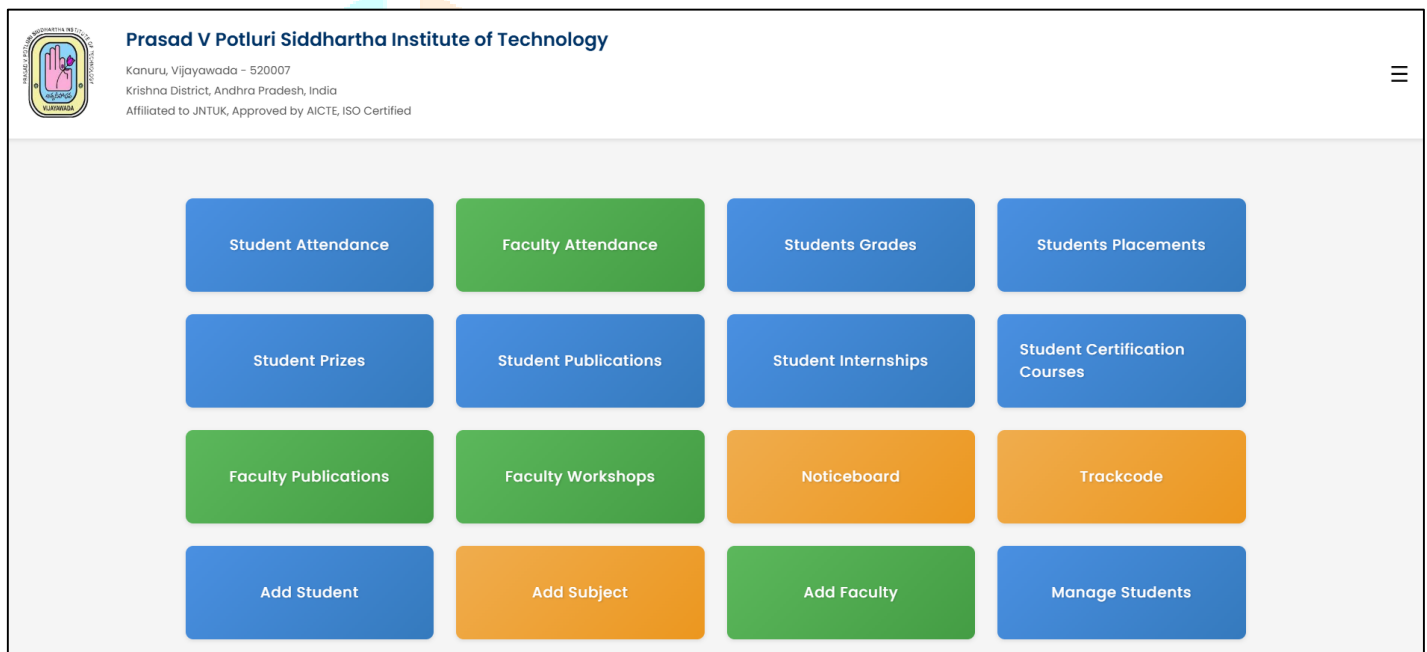 Prasad V Potluri Siddhartha Institute of Technology
Kanuru, Vijayawada - 520007
Krishna District, Andhra Pradesh, India
Affiliated to JNTUK, Approved by AICTE, ISO Certified
VIJAYAWADA
Student Attendance
Faculty Attendance
Students Grades
Students Placements
Student Prizes
Student Publications
Student Internships
Student Certification
Courses
Faculty Publications
Faculty Workshops
Noticeboard
Trackcode
Add Student
Add Subject
Add Faculty
Manage Students